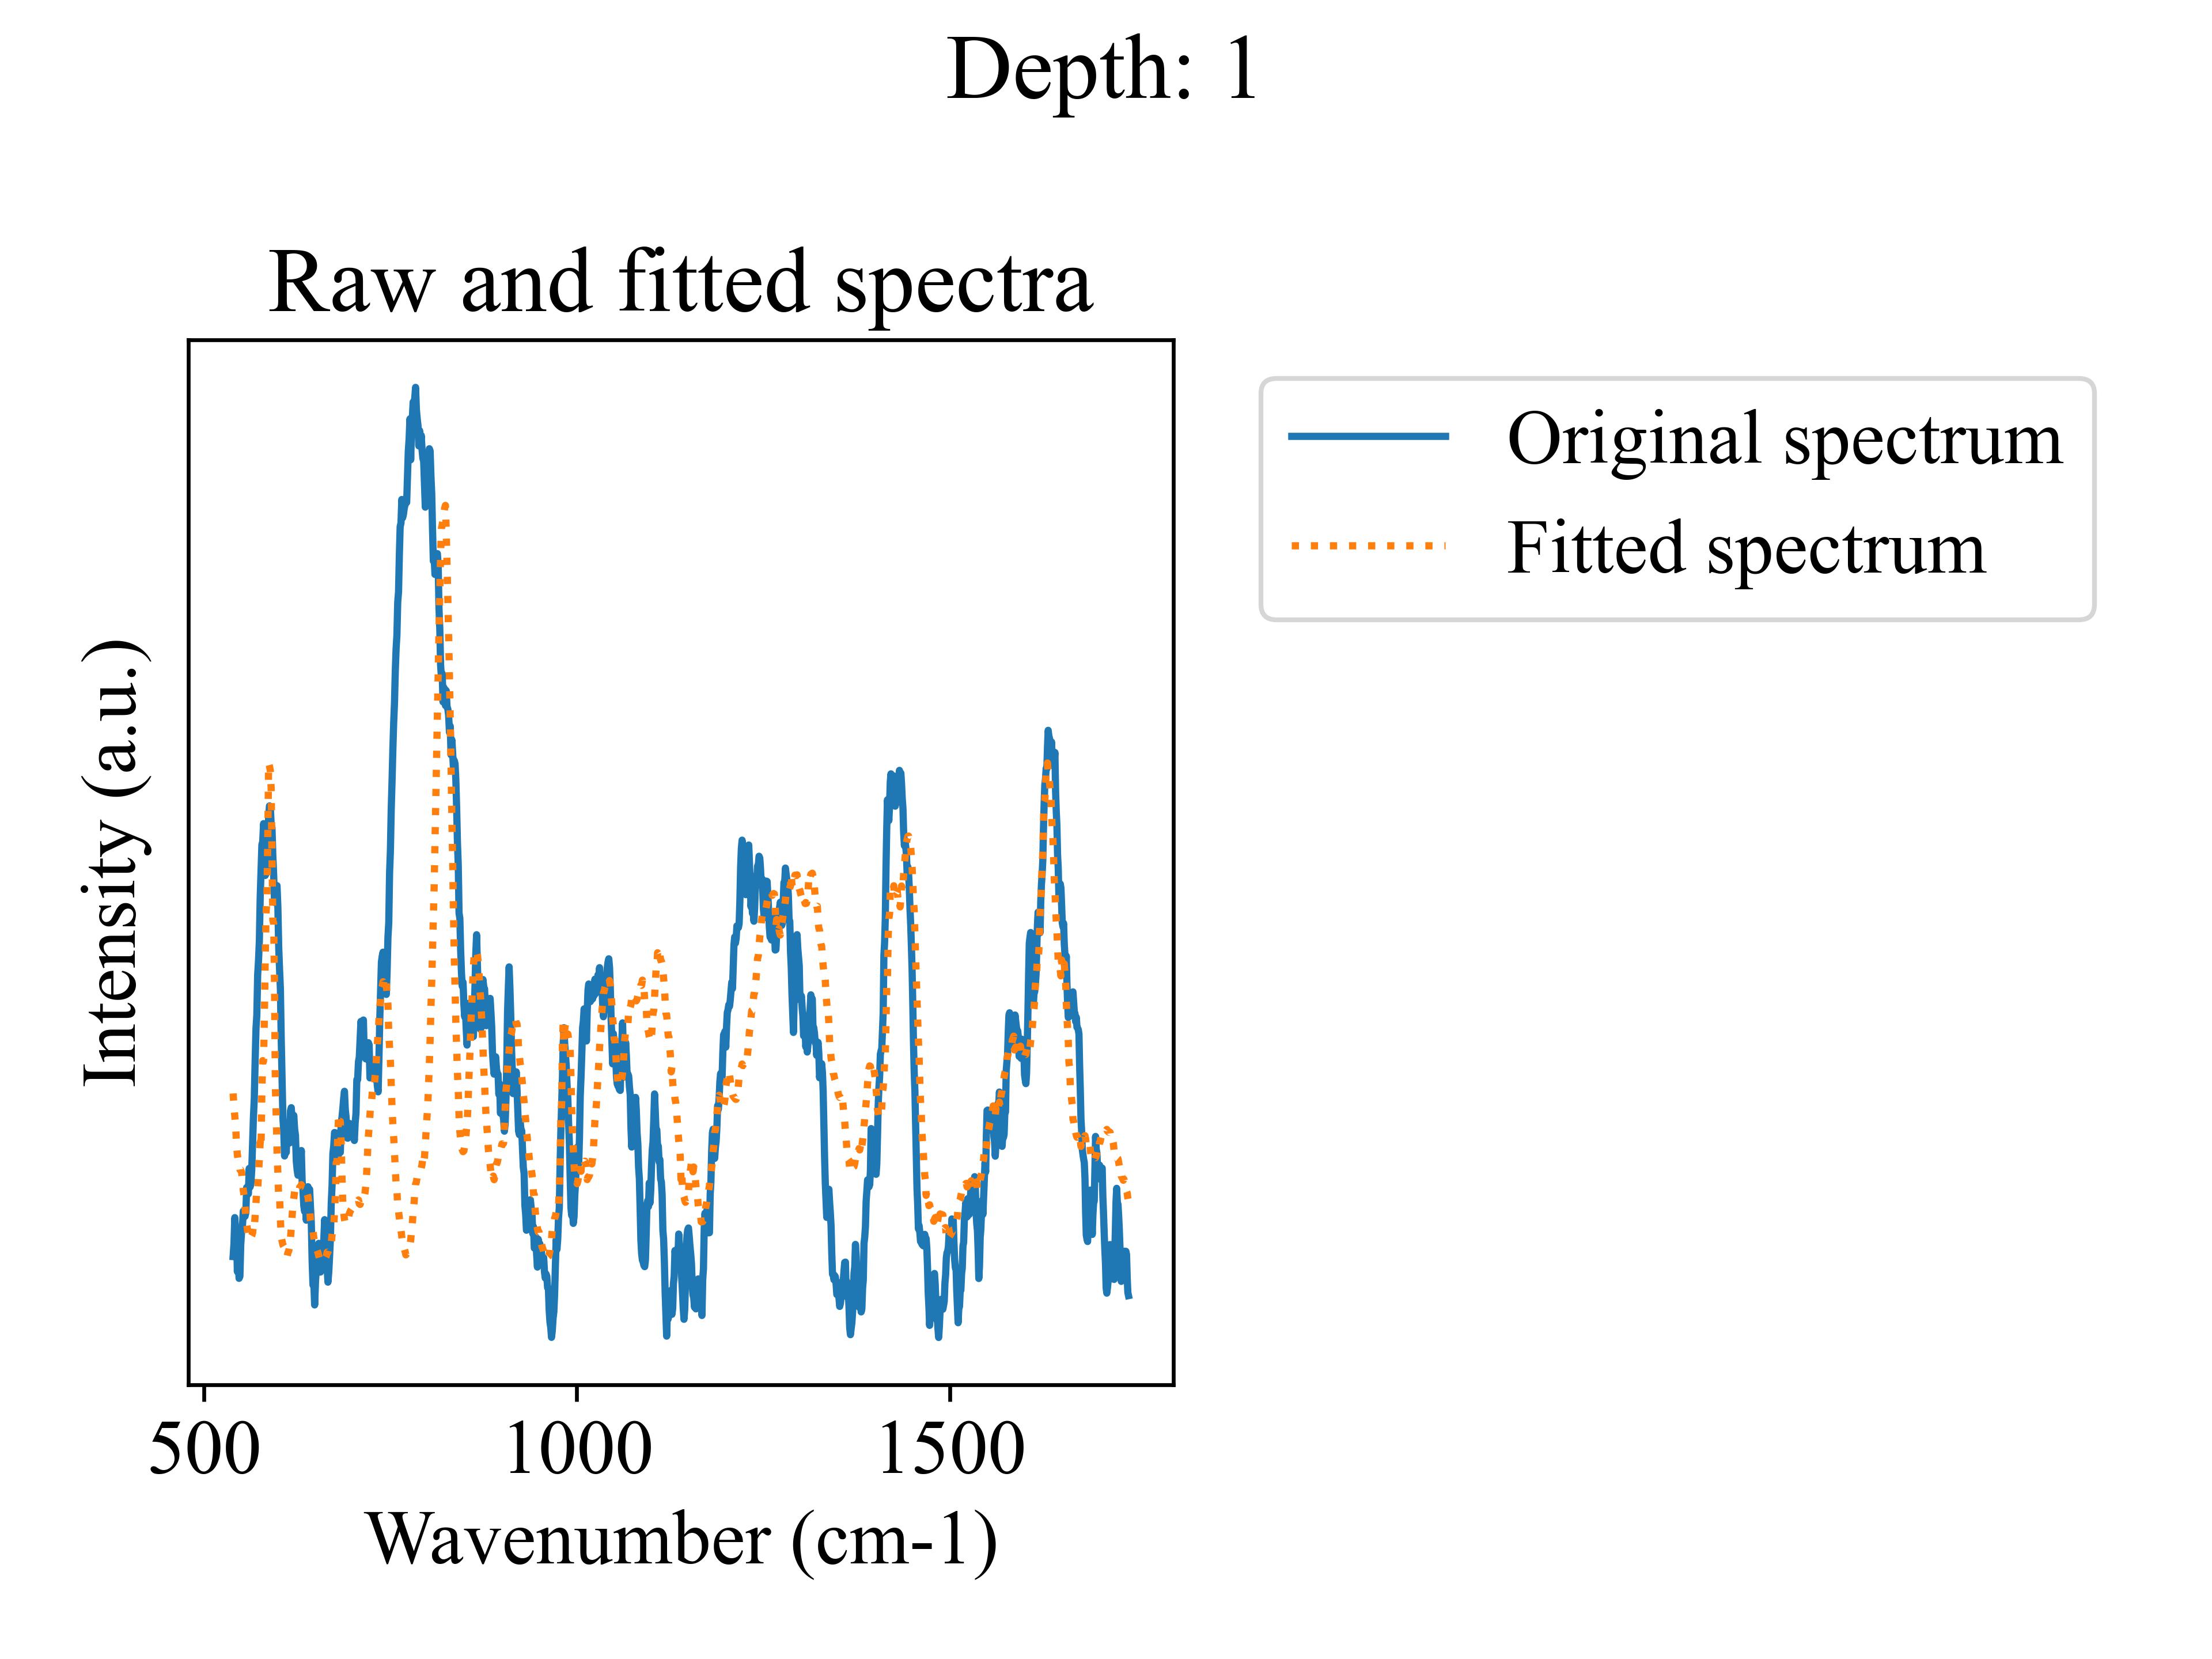 Depth: 1
Raw and fitted spectra
Original spectrum
Fitted spectrum
Intensity (a.u.)
500 1000 1500
Wavenumber (cm-1)